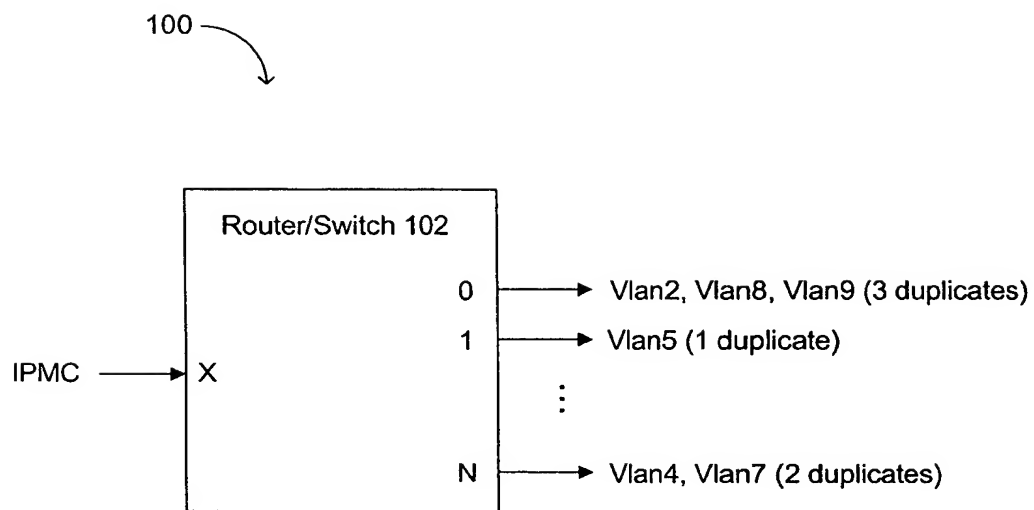 100
Router/Switch 102
0 Vlan2, Vlan8, Vlan9 (3 duplicates)
1 Vlan5 (1 duplicate)
IPMC X
N Vlan4, Vlan7 (2 duplicates)